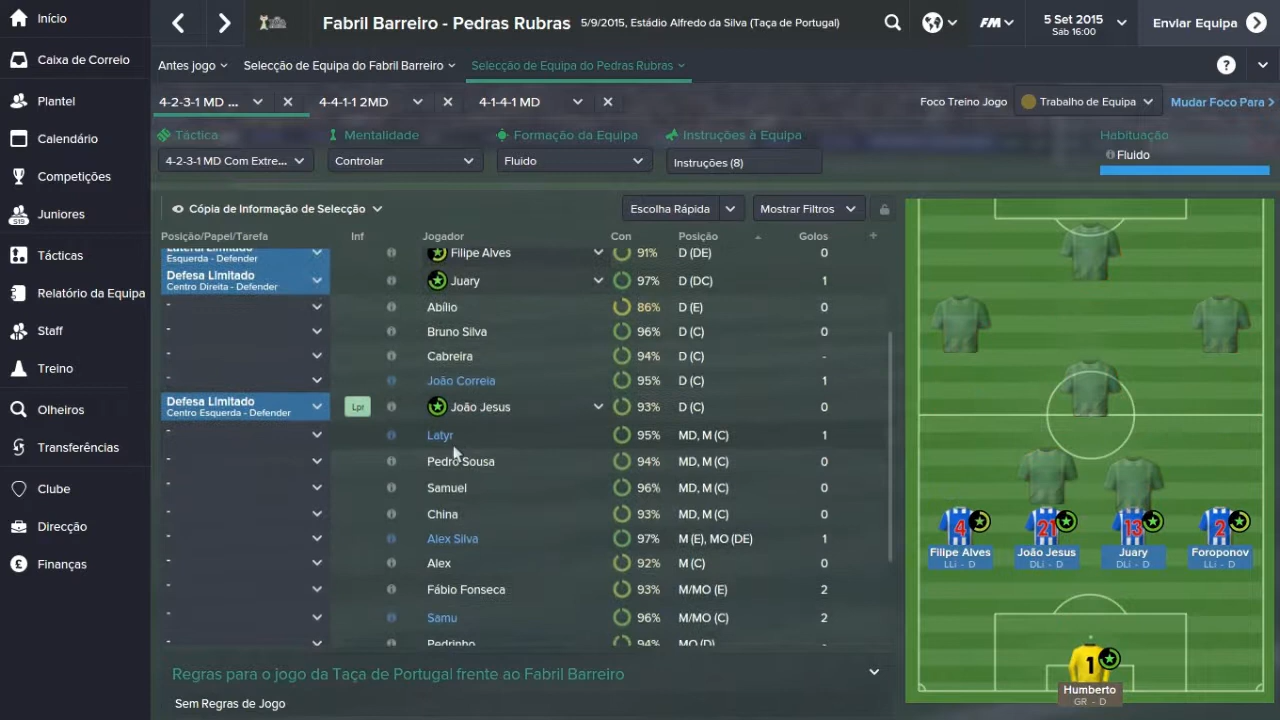 Início
Caixa de Correio
Plantel
Calendário
Competições
Juniores
S19
Tácticas
Relatório da Equipa
Staff
Treino
Olheiros
Transferências
Clube
Direcção
Finanças
Fabril Barreiro - Pedras Rubras
5/9/2015, Estádio Alfredo da Silva (Taça de Portugal)
FM
5 Set 2015
Sáb 16:00
Enviar Equipa
Antes jogo
Selecção de Equipa do Fabril Barreiro
Selecção de Equipa do Pedras Rubras
?
4-2-3-1 MD ...
4-4-1-1 2MD
4-1-4-1 MD
Foco Treino Jogo
Trabalho de Equipa
Mudar Foco Para
Táctica
Mentalidade
Formação da Equipa
Instruções à Equipa
Habituação
4-2-3-1 MD Com Extre...
Controlar
Fluido
Instruções (8)
Fluido
Cópia de Informação de Selecção
Escolha Rápida
Mostrar Filtros
Posição/Papel/Tarefa Inf Jogador Con Posição Golos +
Lateral Limitado
Esquerda - Defender
Filipe Alves 91% D (DE) 0
Defesa Limitado
Centro Direita - Defender
Juary 97% D (DC) 1
- Abílio 86% D (E) 0
- Bruno Silva 96% D (C) 0
- Cabreira 94% D (C) -
- João Correia 95% D (C) 1
Defesa Limitado
Centro Esquerda - Defender
Lpr João Jesus 93% D (C) 0
- Latyr 95% MD, M (C) 1
- Pedro Sousa 94% MD, M (C) 0
- Samuel 96% MD, M (C) 0
- China 93% MD, M (C) 0
- Alex Silva 97% M (E), MO (DE) 1
- Alex 92% M (C) 0
- Fábio Fonseca 93% M/MO (E) 2
- Samu 96% M/MO (C) 2
- Pedrinho 94% MO (D) -
Regras para o jogo da Taça de Portugal frente ao Fabril Barreiro
Sem Regras de Jogo
4 21 13 2
Filipe Alves João Jesus Juary Foroponov
LLi - D DLi - D DLi - D LLi - D
1
Humberto
GR - D